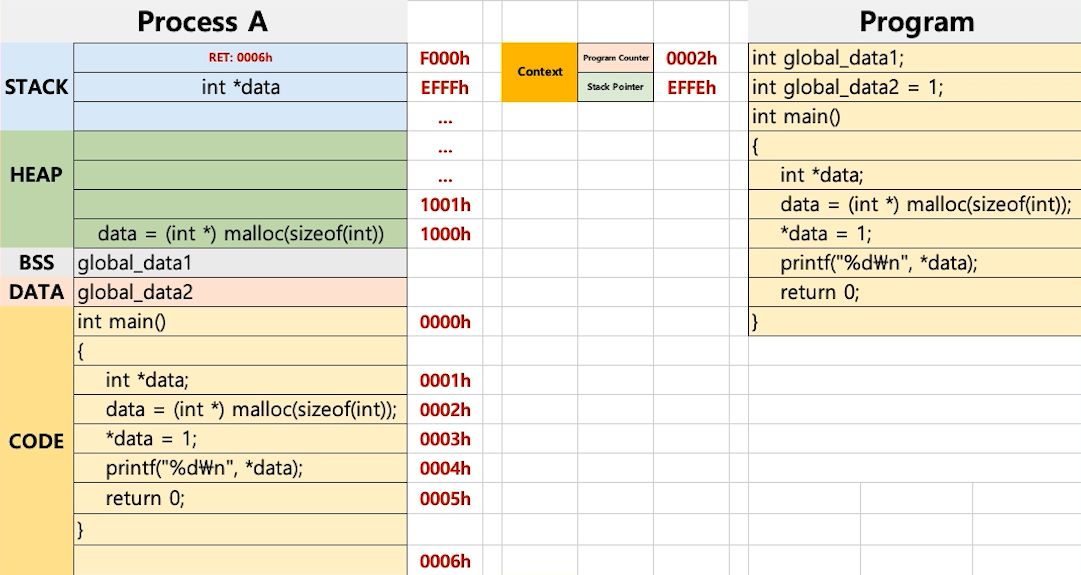 Process A
Program
STACK
RET: 0006h
F000h
Context
Program Counter
0002h
int global_data1;
int *data
EFFFh
Stack Pointer
EFFEh
int global_data2 = 1;
...
int main()
HEAP
...
{
...
int *data;
1001h
data = (int *) malloc(sizeof(int));
data = (int *) malloc(sizeof(int))
1000h
*data = 1;
BSS
global_data1
printf("%d₩n", *data);
DATA
global_data2
return 0;
CODE
int main()
0000h
}
{
int *data;
0001h
data = (int *) malloc(sizeof(int));
0002h
*data = 1;
0003h
printf("%d₩n", *data);
0004h
return 0;
0005h
}
0006h